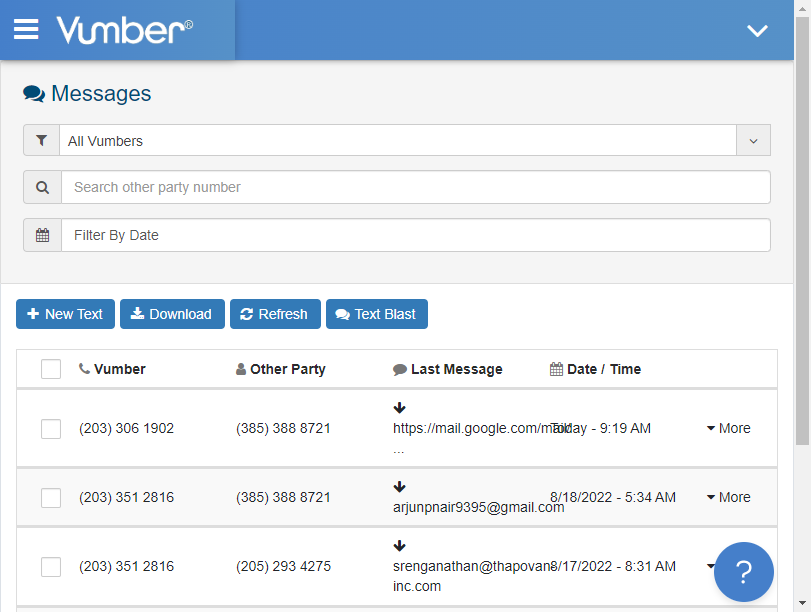 Vumber®
Messages
All Vumbers
Search other party number
Filter By Date
New Text Download Refresh Text Blast
Vumber Other Party Last Message Date / Time
(203) 306 1902 (385) 388 8721 https://mail.google.com/mail/ ... Today - 9:19 AM More
(203) 351 2816 (385) 388 8721 arjunpnair9395@gmail.com 8/18/2022 - 5:34 AM More
(203) 351 2816 (205) 293 4275 srenganathan@thapovan-inc.com 8/17/2022 - 8:31 AM
?